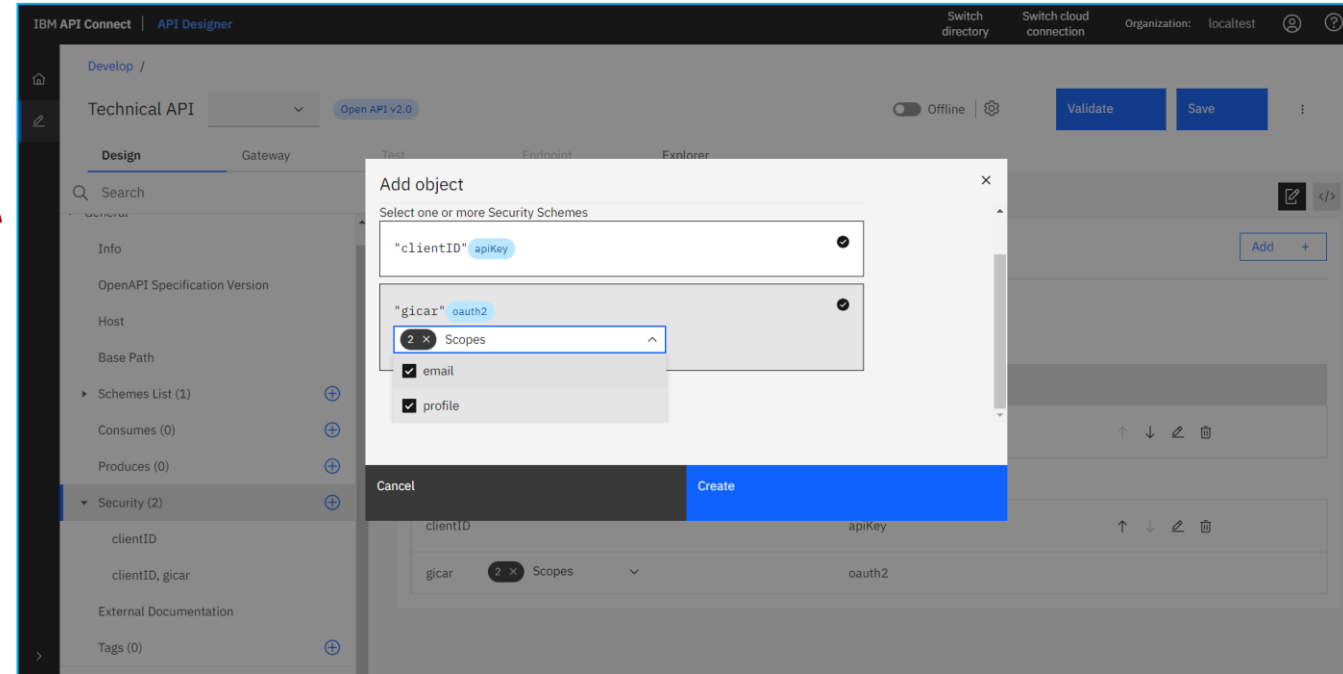 IBM API Connect | API Designer
Switch directory
Switch cloud connection
Organization: localtest
Develop /
Technical API
Open API v2.0
Offline
Validate
Save
Design
Gateway
Test
Endpoint
Explorer
Search
General
Info
OpenAPI Specification Version
Host
Base Path
Schemes List (1)
Consumes (0)
Produces (0)
Security (2)
clientID
clientID, gicar
External Documentation
Tags (0)
Add +
Add object
Select one or more Security Schemes
"clientID" apiKey
"gicar" oauth2
2 × Scopes
email
profile
Cancel
Create
clientID apiKey
gicar 2 × Scopes oauth2